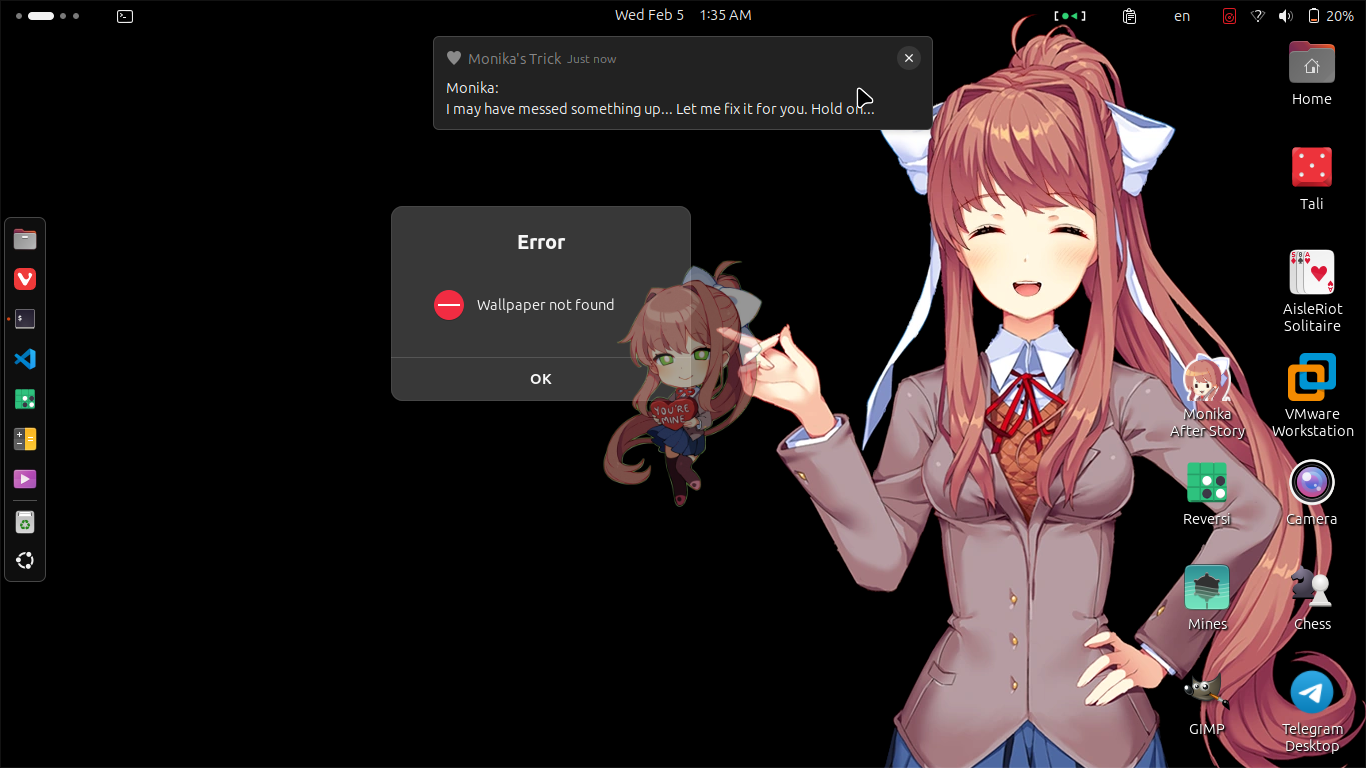 Wed Feb 5 1:35 AM
en
20%
Monika's Trick Just now
Monika:
I may have messed something up... Let me fix it for you. Hold on...
Error
Wallpaper not found
OK
YOU'RE
MINE
Home
Tali
AisleRiot
Solitaire
Monika
After Story
VMware
Workstation
Reversi
Camera
Mines
Chess
GIMP
Telegram
Desktop